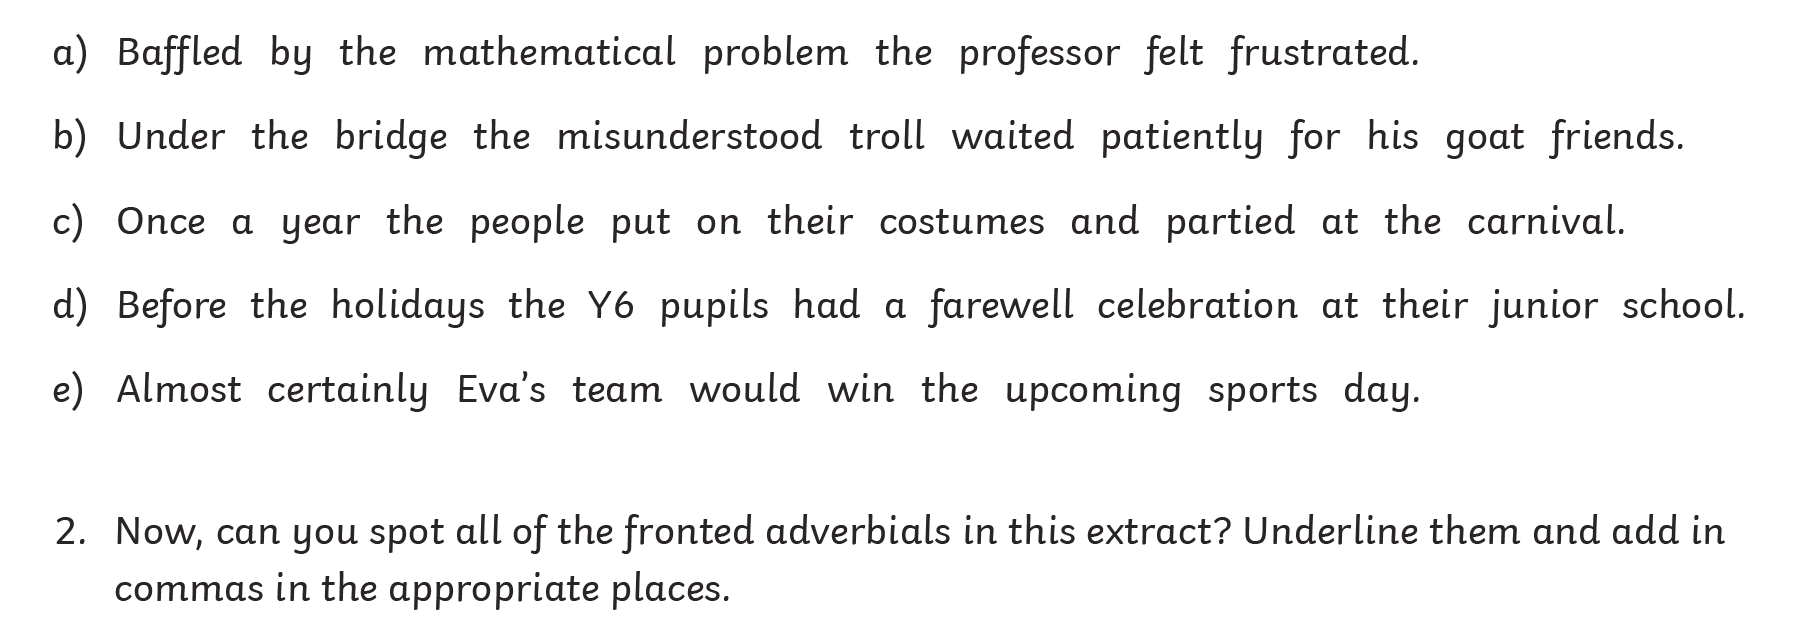 a) Baffled by the mathematical problem the professor felt frustrated.
b) Under the bridge the misunderstood troll waited patiently for his goat friends.
c) Once a year the people put on their costumes and partied at the carnival.
d) Before the holidays the Y6 pupils had a farewell celebration at their junior school.
e) Almost certainly Eva’s team would win the upcoming sports day.
2. Now, can you spot all of the fronted adverbials in this extract? Underline them and add in
commas in the appropriate places.